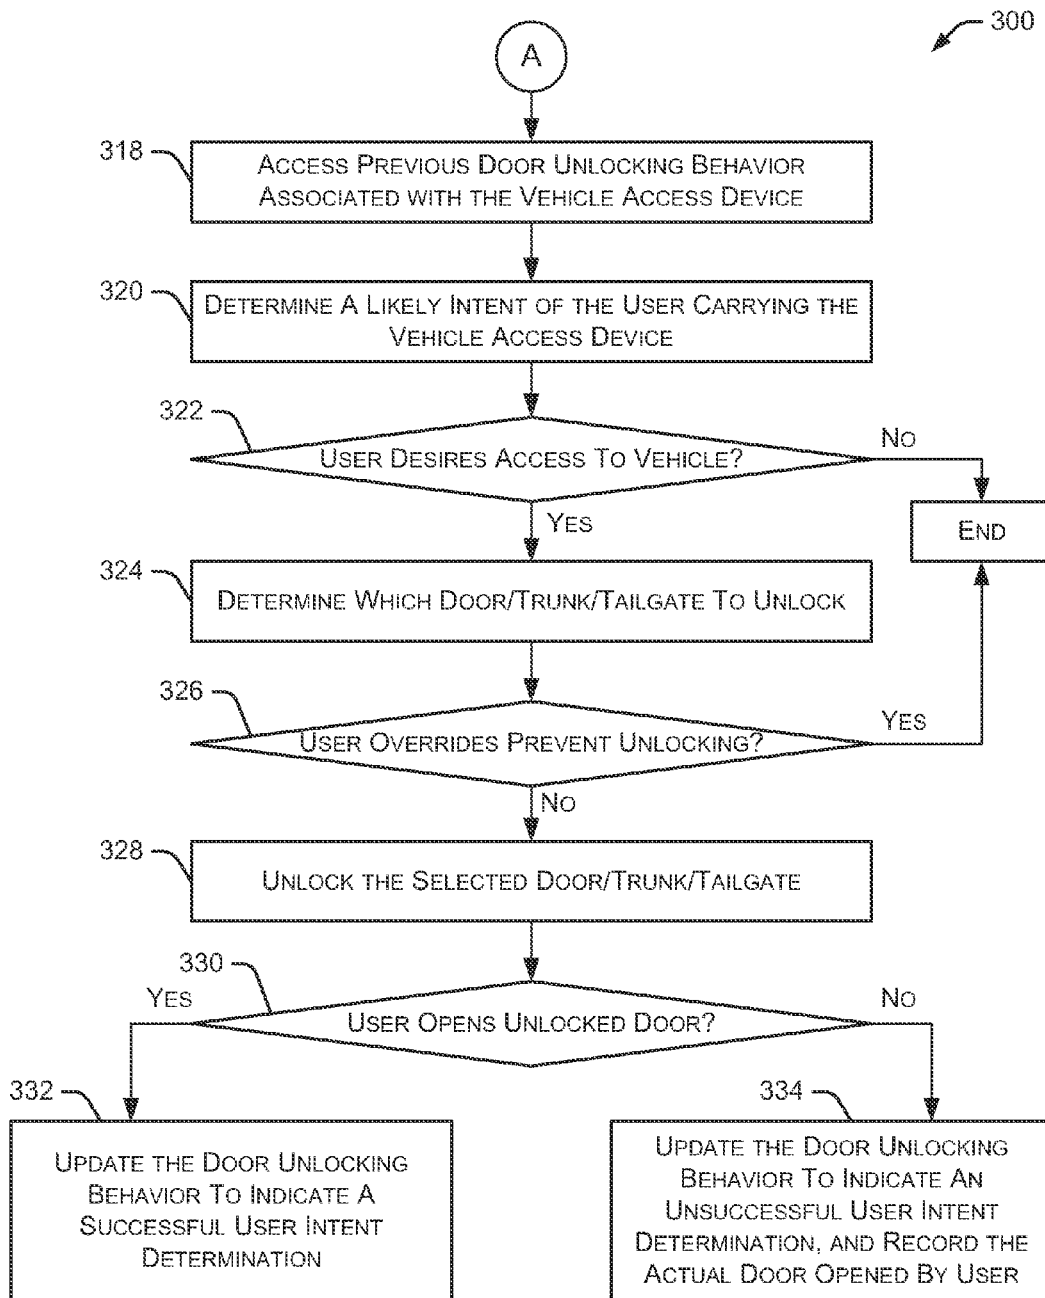 300
A
318
ACCESS PREVIOUS DOOR UNLOCKING BEHAVIOR
ASSOCIATED WITH THE VEHICLE ACCESS DEVICE
320
DETERMINE A LIKELY INTENT OF THE USER CARRYING THE
VEHICLE ACCESS DEVICE
322
USER DESIRES ACCESS TO VEHICLE?
NO
YES
END
324
DETERMINE WHICH DOOR/TRUNK/TAILGATE TO UNLOCK
326
USER OVERRIDES PREVENT UNLOCKING?
YES
NO
328
UNLOCK THE SELECTED DOOR/TRUNK/TAILGATE
330
YES
USER OPENS UNLOCKED DOOR?
NO
332
UPDATE THE DOOR UNLOCKING
BEHAVIOR TO INDICATE A
SUCCESSFUL USER INTENT
DETERMINATION
334
UPDATE THE DOOR UNLOCKING
BEHAVIOR TO INDICATE AN
UNSUCCESSFUL USER INTENT
DETERMINATION, AND RECORD THE
ACTUAL DOOR OPENED BY USER